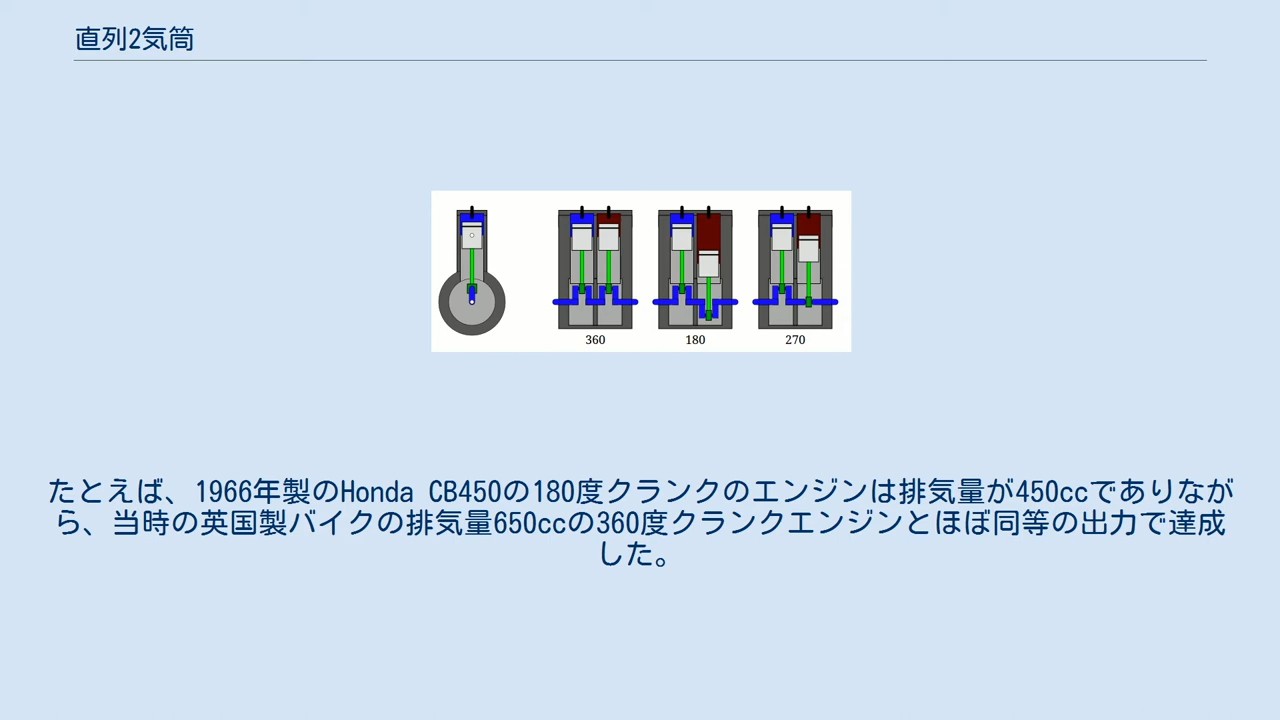 直列2気筒
360
180
270
たとえば、1966年製のHonda CB450の180度クランクのエンジンは排気量が450ccでありなが
ら、当時の英国製バイクの排気量650ccの360度クランクエンジンとほぼ同等の出力で達成
した。